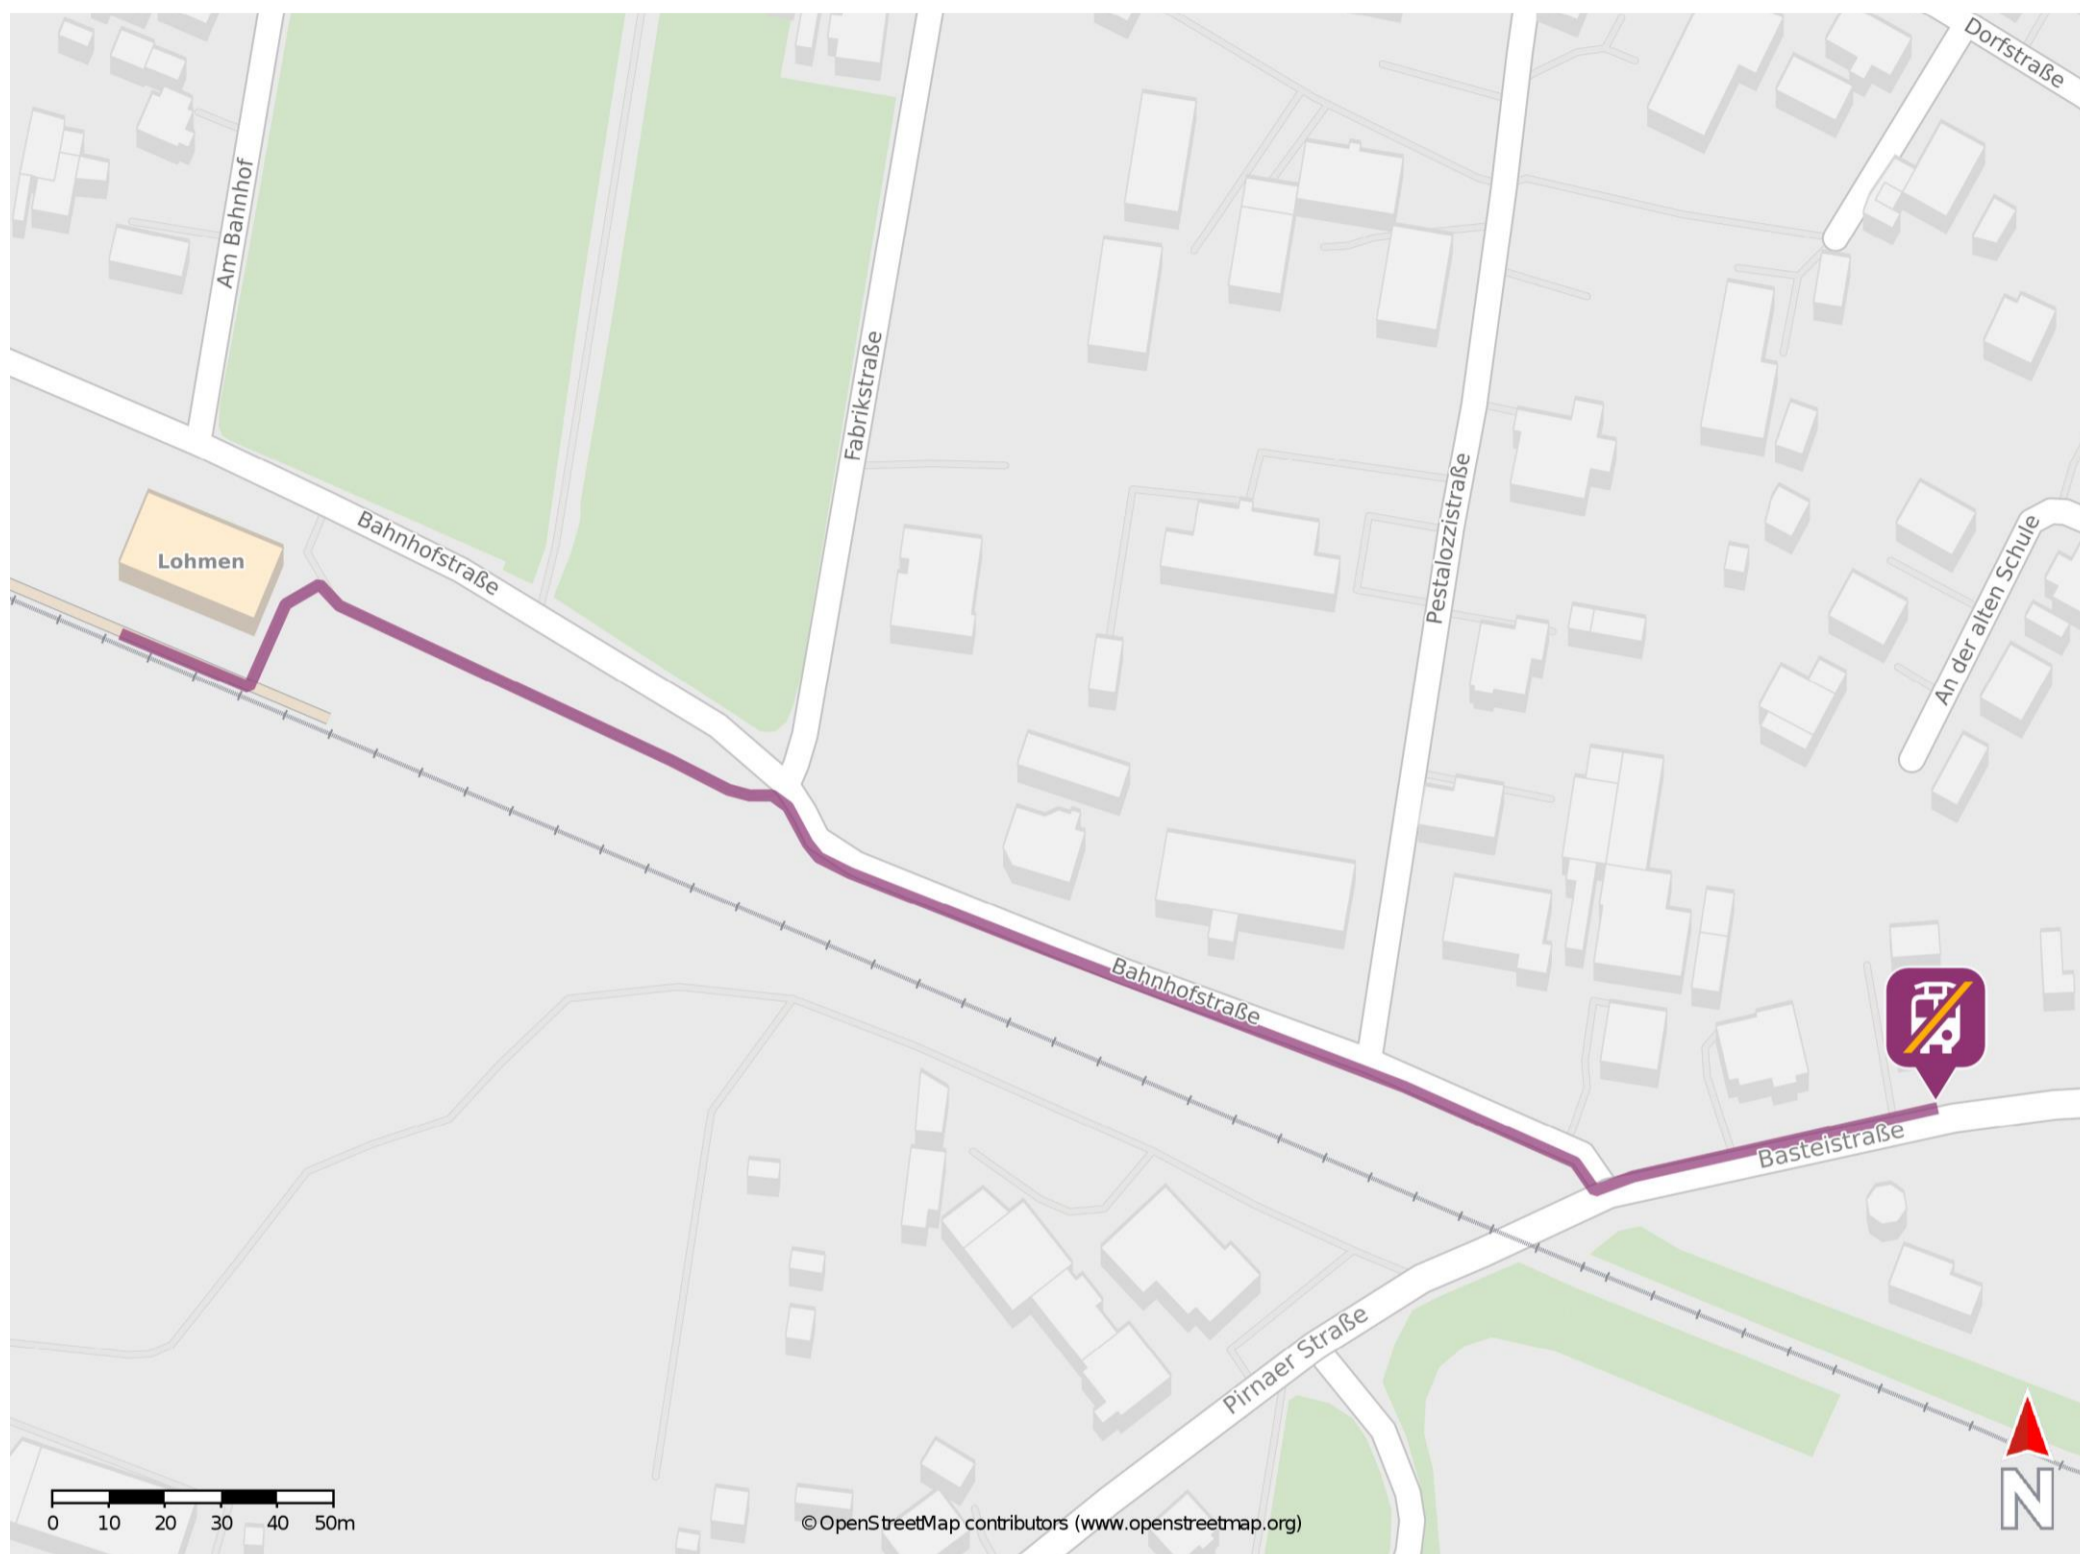 Dorfstraße
Am Bahnhof
Fabrikstraße
Pestalozzistraße
Bahnhofstraße
Lohmen
An der alten Schule
Bahnhofstraße
Basteistraße
Pirnaer Straße
N
0 10 20 30 40 50m
©OpenStreetMap contributors (www.openstreetmap.org)